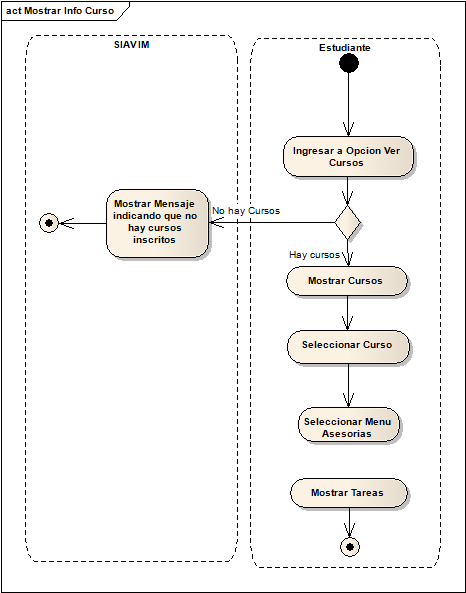 act Mostrar Info Curso
SIAVIM
Estudiante
Ingresar a Opcion Ver
Cursos
Mostrar Mensaje
indicando que no
hay cursos
inscritos
No hay Cursos
Hay cursos
Mostrar Cursos
Seleccionar Curso
Seleccionar Menu
Asesorias
Mostrar Tareas